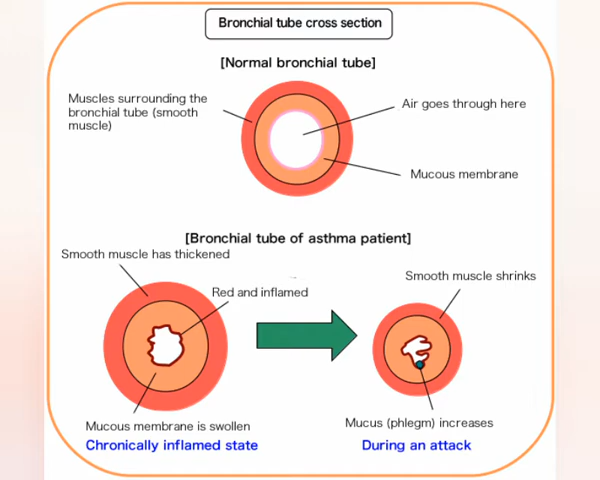 Bronchial tube cross section
[Normal bronchial tube]
Muscles surrounding the
bronchial tube (smooth
muscle)
Air goes through here
Mucous membrane
[Bronchial tube of asthma patient]
Smooth muscle has thickened
Red and inflamed
Smooth muscle shrinks
Mucous membrane is swollen
Mucus (phlegm) increases
Chronically inflamed state
During an attack